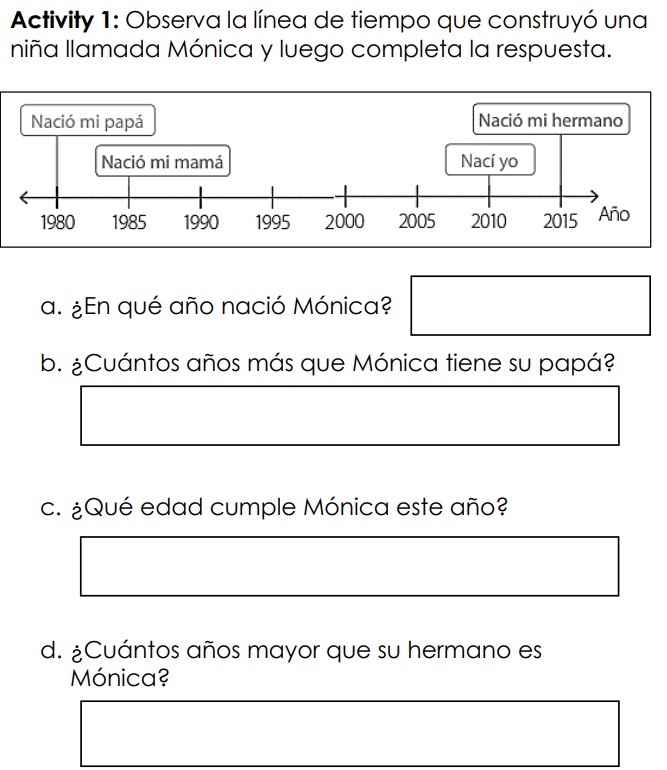 Activity 1: Observa la línea de tiempo que construyó una
niña llamada Mónica y luego completa la respuesta.
Nació mi papá
Nació mi hermano
Nació mi mamá
Nací yo
1980 1985 1990 1995 2000 2005 2010 2015 Año
a. ¿En qué año nació Mónica?
b. ¿Cuántos años más que Mónica tiene su papá?
c. ¿Qué edad cumple Mónica este año?
d. ¿Cuántos años mayor que su hermano es
Mónica?